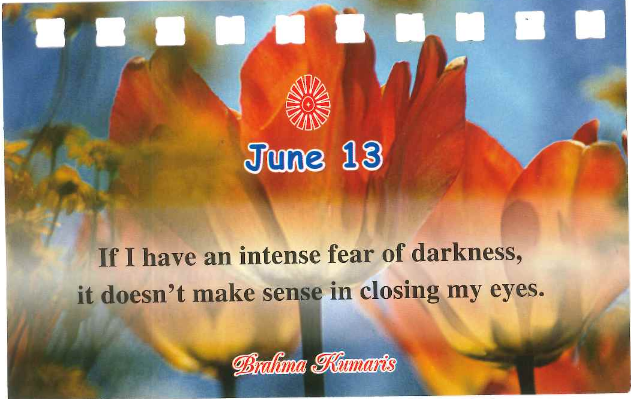 June 13
If I have an intense fear of darkness,
it doesn't make sense in closing my eyes.
Brahma Kumaris